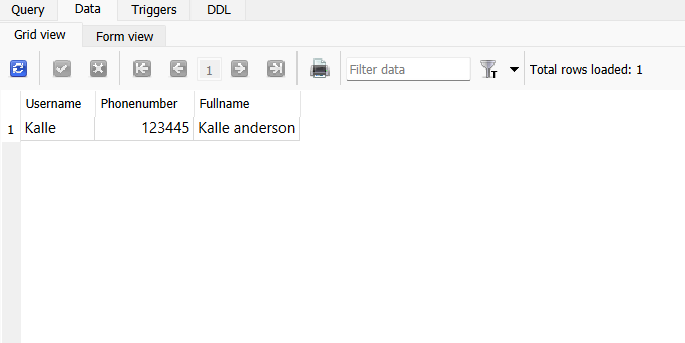 Query Data Triggers DDL
Grid view Form view
1 Filter data T Total rows loaded: 1
Username Phonenumber Fullname
1 Kalle 123445 Kalle anderson